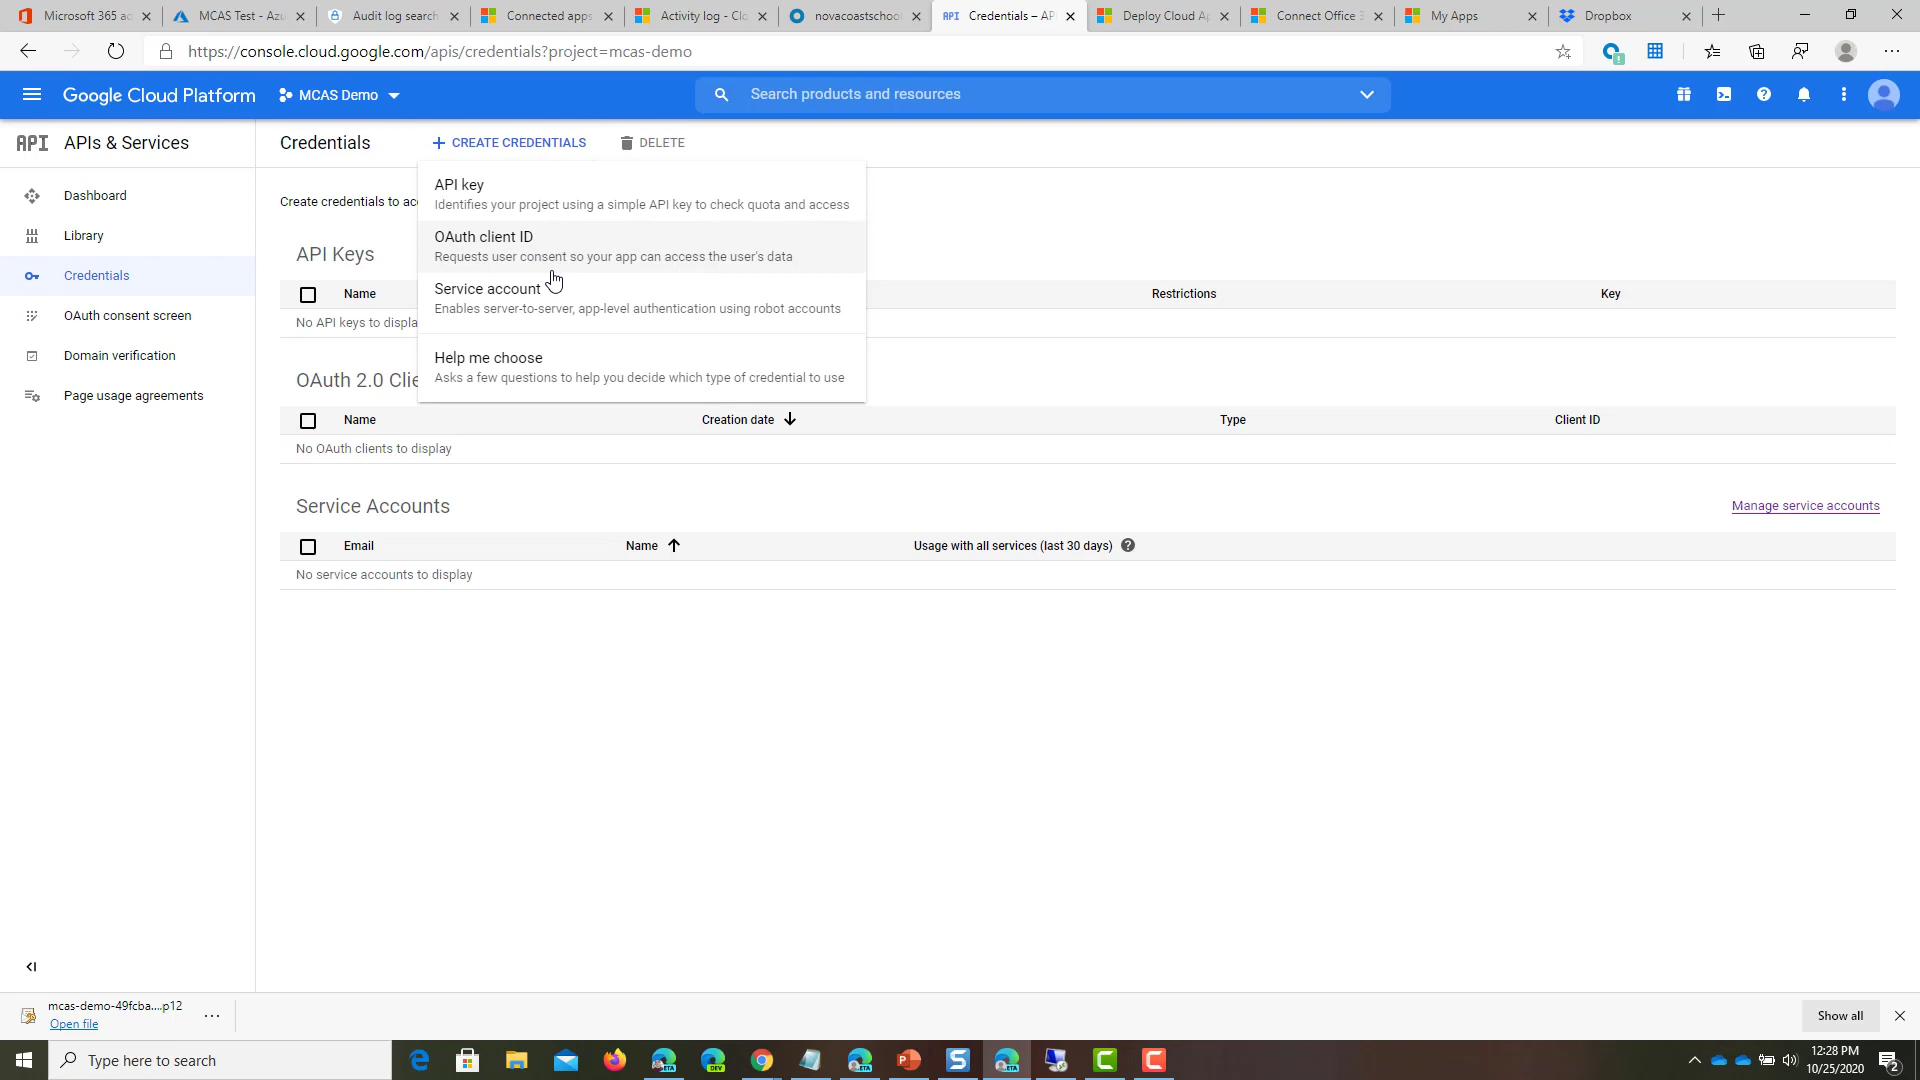 Microsoft 365 ad
MCAS Test - Azu
Audit log search
Connected apps
Activity log - Clo
novacoastschool
API Credentials – AP
Deploy Cloud Ap
Connect Office 3
My Apps
Dropbox
https://console.cloud.google.com/apis/credentials?project=mcas-demo
Google Cloud Platform
MCAS Demo
Search products and resources
API APIs & Services
Credentials
CREATE CREDENTIALS
DELETE
Dashboard
Library
Credentials
OAuth consent screen
Domain verification
Page usage agreements
Create credentials to ac
API key
Identifies your project using a simple API key to check quota and access
OAuth client ID
Requests user consent so your app can access the user's data
Service account
Enables server-to-server, app-level authentication using robot accounts
Help me choose
Asks a few questions to help you decide which type of credential to use
API Keys
Name Restrictions Key
No API keys to displa
OAuth 2.0 Clie
Name Creation date Type Client ID
No OAuth clients to display
Service Accounts
Manage service accounts
Email Name Usage with all services (last 30 days)
No service accounts to display
mcas-demo-49fcba....p12
Open file
Show all
Type here to search
BETA
DEV
BETA
BETA
12:28 PM
10/25/2020
2